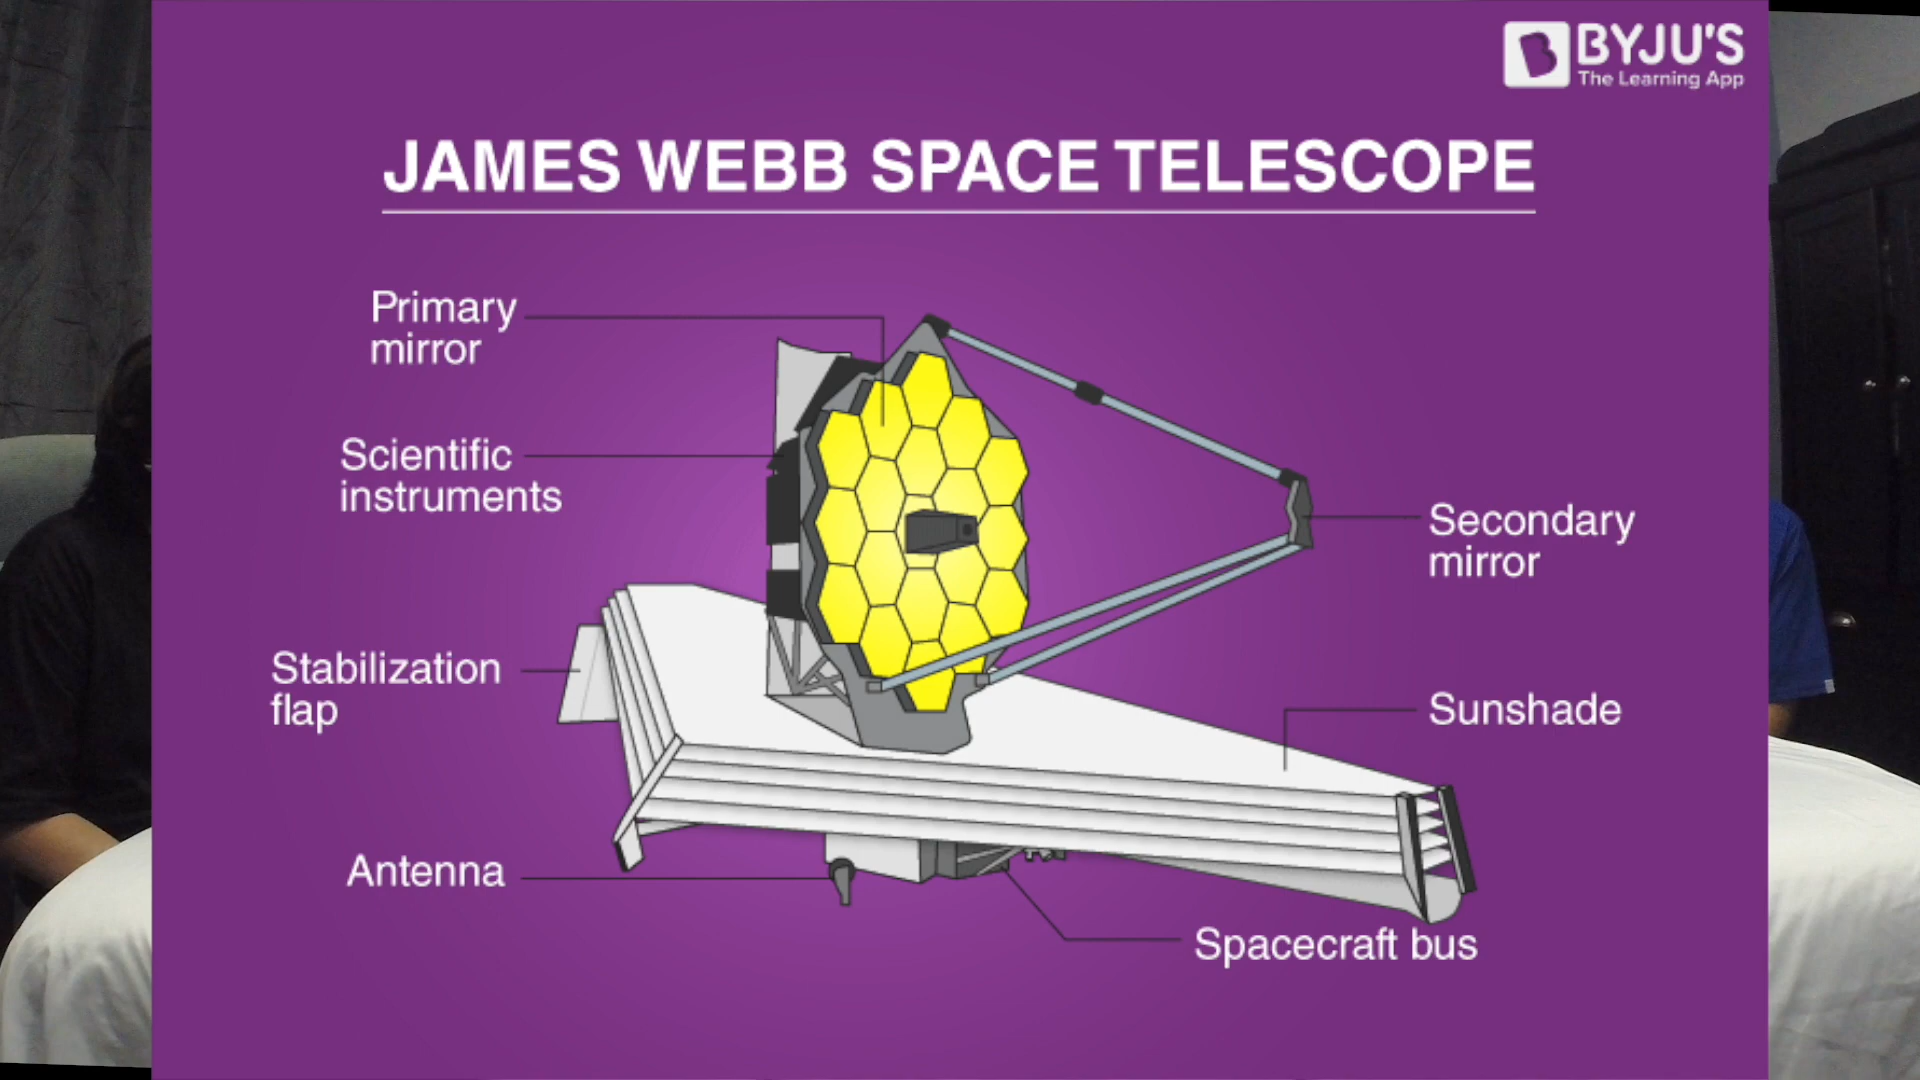 BYJU'S
The Learning App
JAMES WEBB SPACE TELESCOPE
Primary
mirror
Scientific
instruments
Secondary
mirror
Stabilization
flap
Sunshade
Antenna
Spacecraft bus